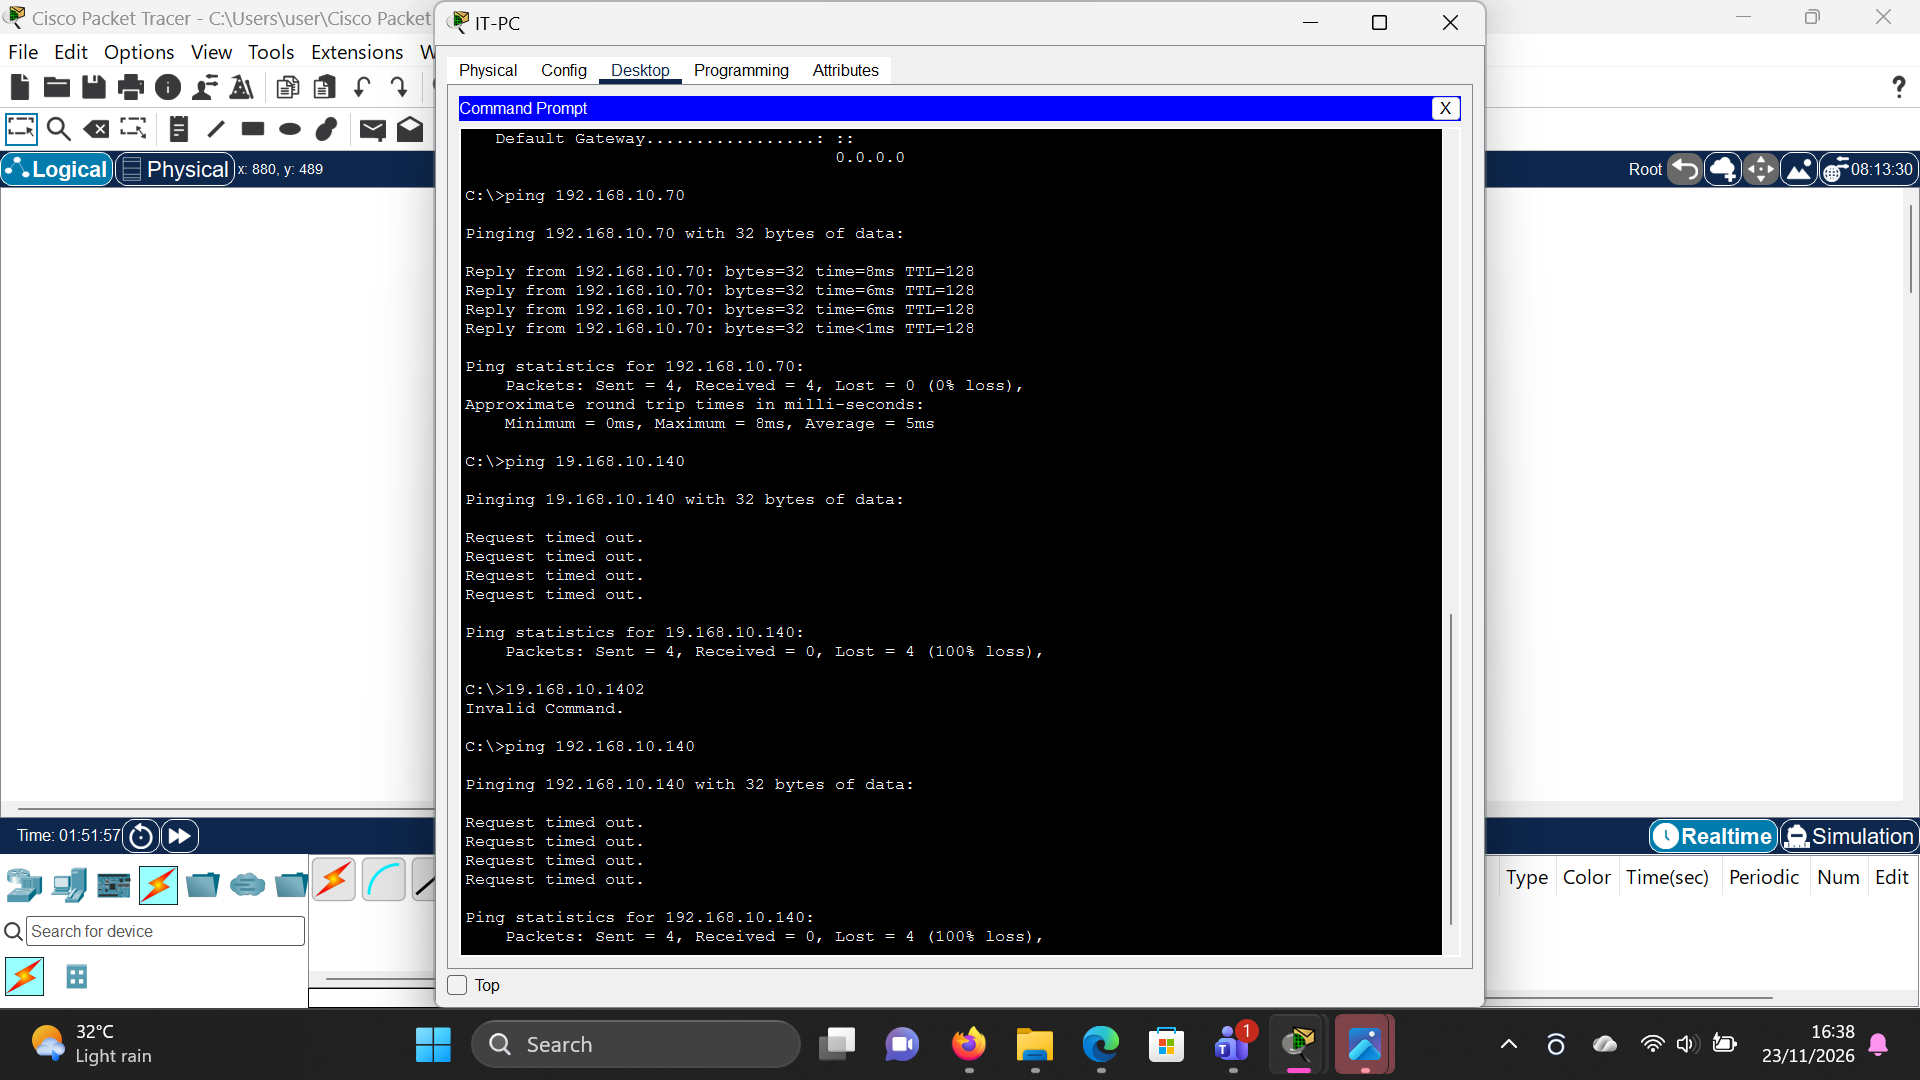 Cisco Packet Tracer - C:\Users\user\Cisco Packet
IT-PC
File Edit Options View Tools Extensions W
Physical Config Desktop Programming Attributes
?
Command Prompt
X
Logical
Physical
x: 880, y: 489
Root
08:13:30
Default Gateway.................: ::
0.0.0.0
C:\>ping 192.168.10.70
Pinging 192.168.10.70 with 32 bytes of data:
Reply from 192.168.10.70: bytes=32 time=8ms TTL=128
Reply from 192.168.10.70: bytes=32 time=6ms TTL=128
Reply from 192.168.10.70: bytes=32 time=6ms TTL=128
Reply from 192.168.10.70: bytes=32 time<1ms TTL=128
Ping statistics for 192.168.10.70:
Packets: Sent = 4, Received = 4, Lost = 0 (0% loss),
Approximate round trip times in milli-seconds:
Minimum = 0ms, Maximum = 8ms, Average = 5ms
C:\>ping 19.168.10.140
Pinging 19.168.10.140 with 32 bytes of data:
Request timed out.
Request timed out.
Request timed out.
Request timed out.
Ping statistics for 19.168.10.140:
Packets: Sent = 4, Received = 0, Lost = 4 (100% loss),
C:\>19.168.10.1402
Invalid Command.
C:\>ping 192.168.10.140
Pinging 192.168.10.140 with 32 bytes of data:
Request timed out.
Request timed out.
Request timed out.
Request timed out.
Ping statistics for 192.168.10.140:
Packets: Sent = 4, Received = 0, Lost = 4 (100% loss),
Top
Time: 01:51:57
Realtime
Simulation
Type Color Time(sec) Periodic Num Edit
Search for device
32°C
Light rain
Search
1
16:38
23/11/2026